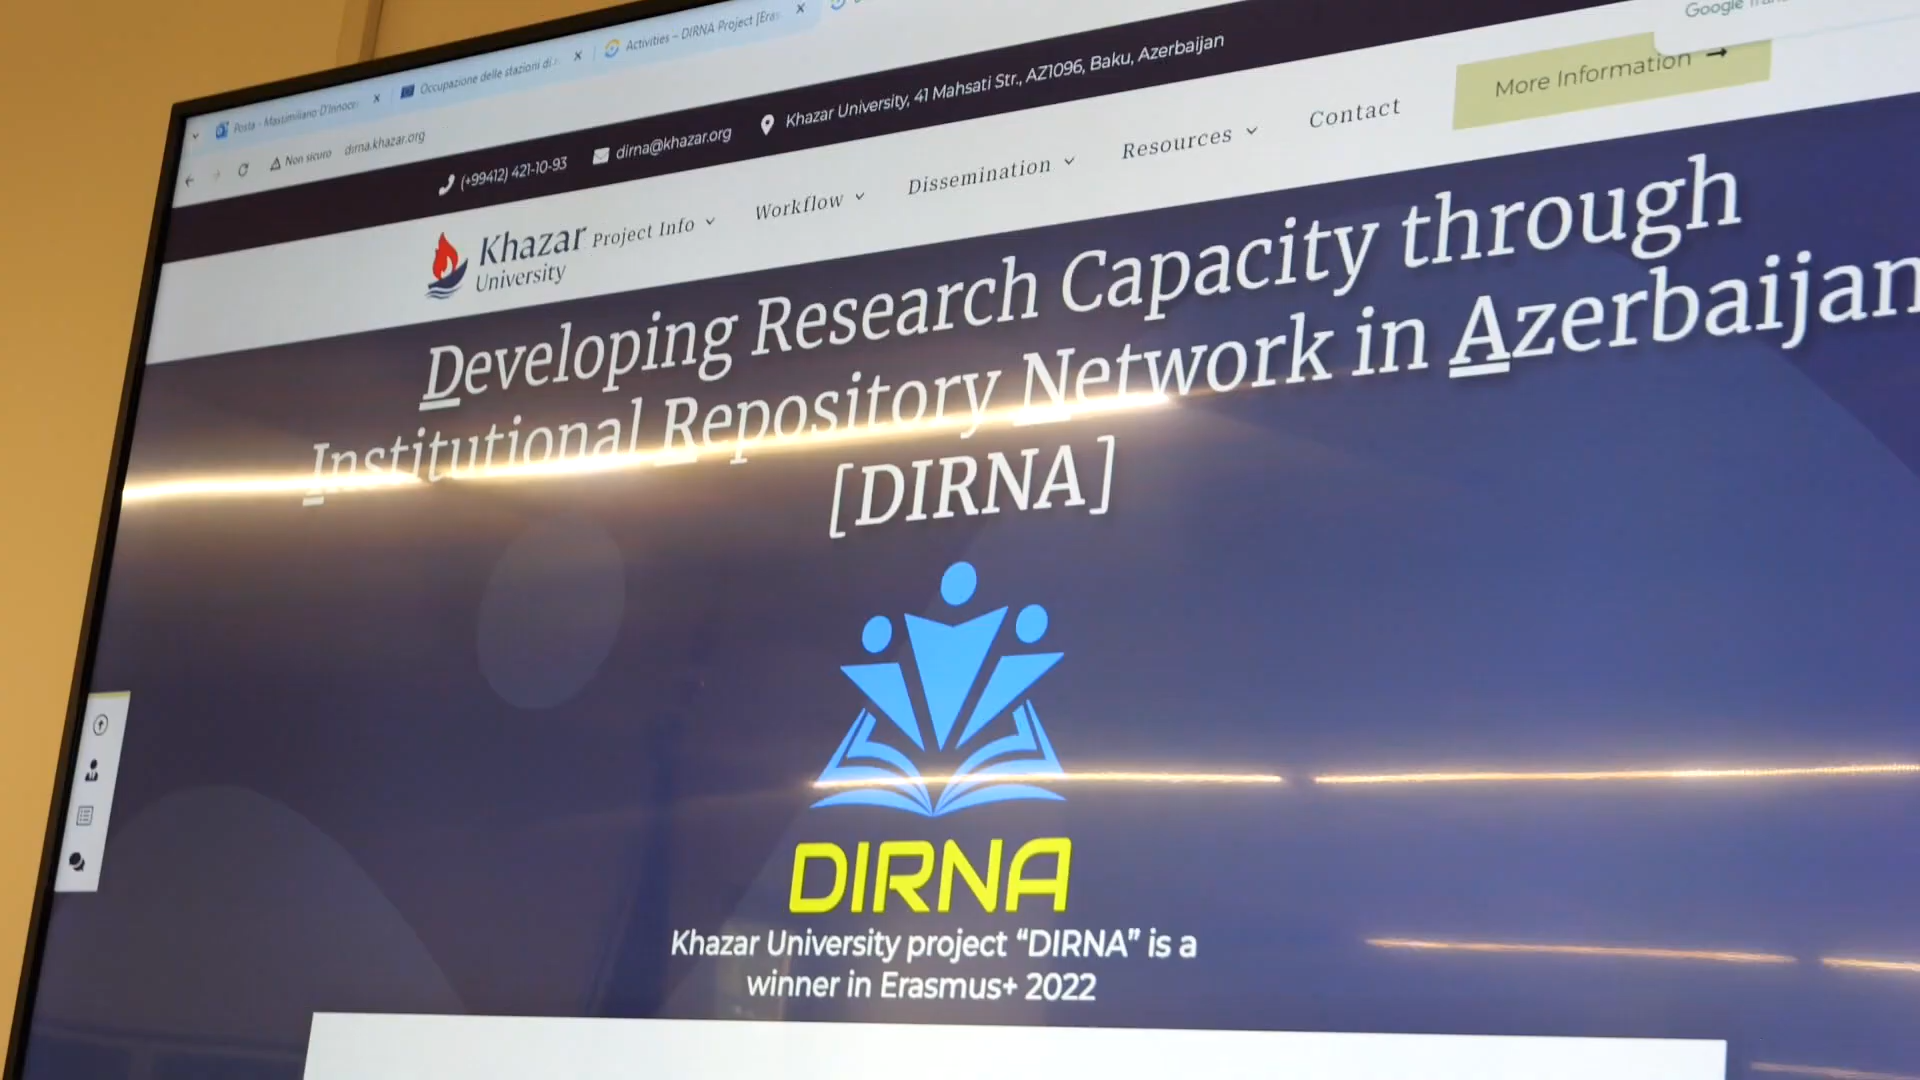 Posta - Massimiliano D'Innoce
Occupazione delle stazioni di
Activities – DIRNA Project [Eras
Non sicuro dirna.khazar.org
Google
(+99412) 421-10-93 dirna@khazar.org Khazar University, 41 Mahsati Str., AZ1096, Baku, Azerbaijan
Khazar
University
Project Info Workflow Dissemination Resources Contact More Information →
Developing Research Capacity through
Institutional Repository Network in Azerbaijan
[DIRNA]
DIRNA
Khazar University project “DIRNA” is a
winner in Erasmus+ 2022